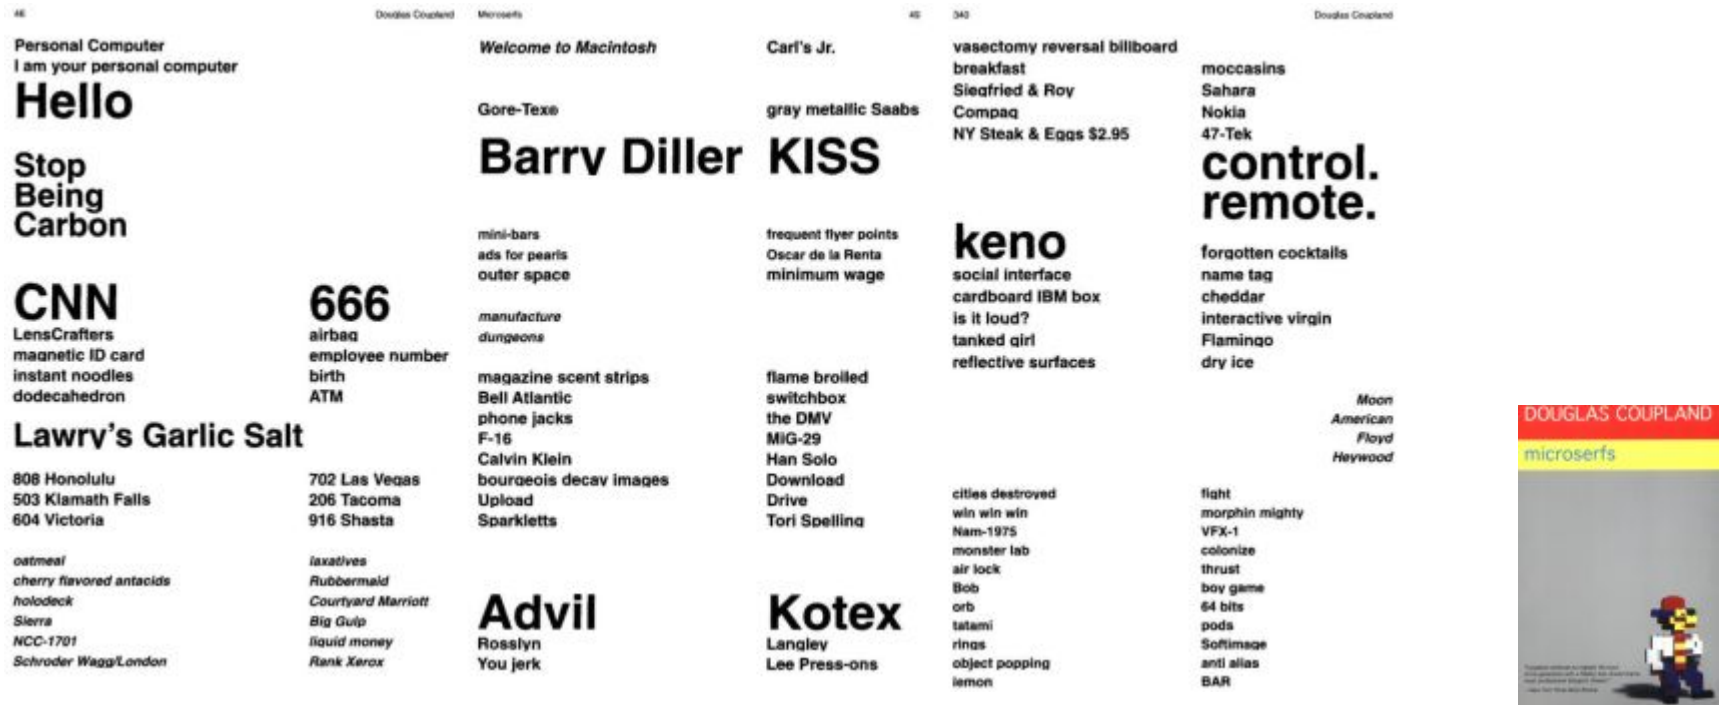 46
Douglas Coupland
Personal Computer
I am your personal computer
Hello
Stop
Being
Carbon
CNN
LensCrafters
magnetic ID card
instant noodles
dodecahedron
666
airbag
employee number
birth
ATM
Lawry's Garlic Salt
808 Honolulu
503 Klamath Falls
604 Victoria
702 Las Vegas
206 Tacoma
916 Shasta
oatmeal
cherry flavored antacids
holodeck
Sierra
NCC-1701
Schroder Wagg/London
laxatives
Rubbermaid
Courtyard Marriott
Big Gulp
liquid money
Rank Xerox
Microserfs
Welcome to Macintosh
Carl's Jr.
Gore-Tex®
gray metallic Saabs
Barry Diller
KISS
mini-bars
ads for pearls
outer space
frequent flyer points
Oscar de la Renta
minimum wage
manufacture
dungeons
magazine scent strips
Bell Atlantic
phone jacks
F-16
Calvin Klein
bourgeois decay images
Upload
Sparkletts
flame broiled
switchbox
the DMV
MiG-29
Han Solo
Download
Drive
Tori Spelling
Advil
Rosslyn
You jerk
Kotex
Langley
Lee Press-ons
340
Douglas Coupland
vasectomy reversal billboard
breakfast
Siegfried & Roy
Compaq
NY Steak & Eggs $2.95
moccasins
Sahara
Nokia
47-Tek
control.
remote.
keno
social interface
cardboard IBM box
is it loud?
tanked girl
reflective surfaces
forgotten cocktails
name tag
cheddar
interactive virgin
Flamingo
dry ice
Moon
American
Floyd
Heywood
cities destroyed
win win win
Nam-1975
monster lab
air lock
Bob
orb
tatami
rings
object popping
lemon
fight
morphin mighty
VFX-1
colonize
thrust
boy game
64 bits
pods
Softimage
anti alias
BAR
DOUGLAS COUPLAND
microserfs